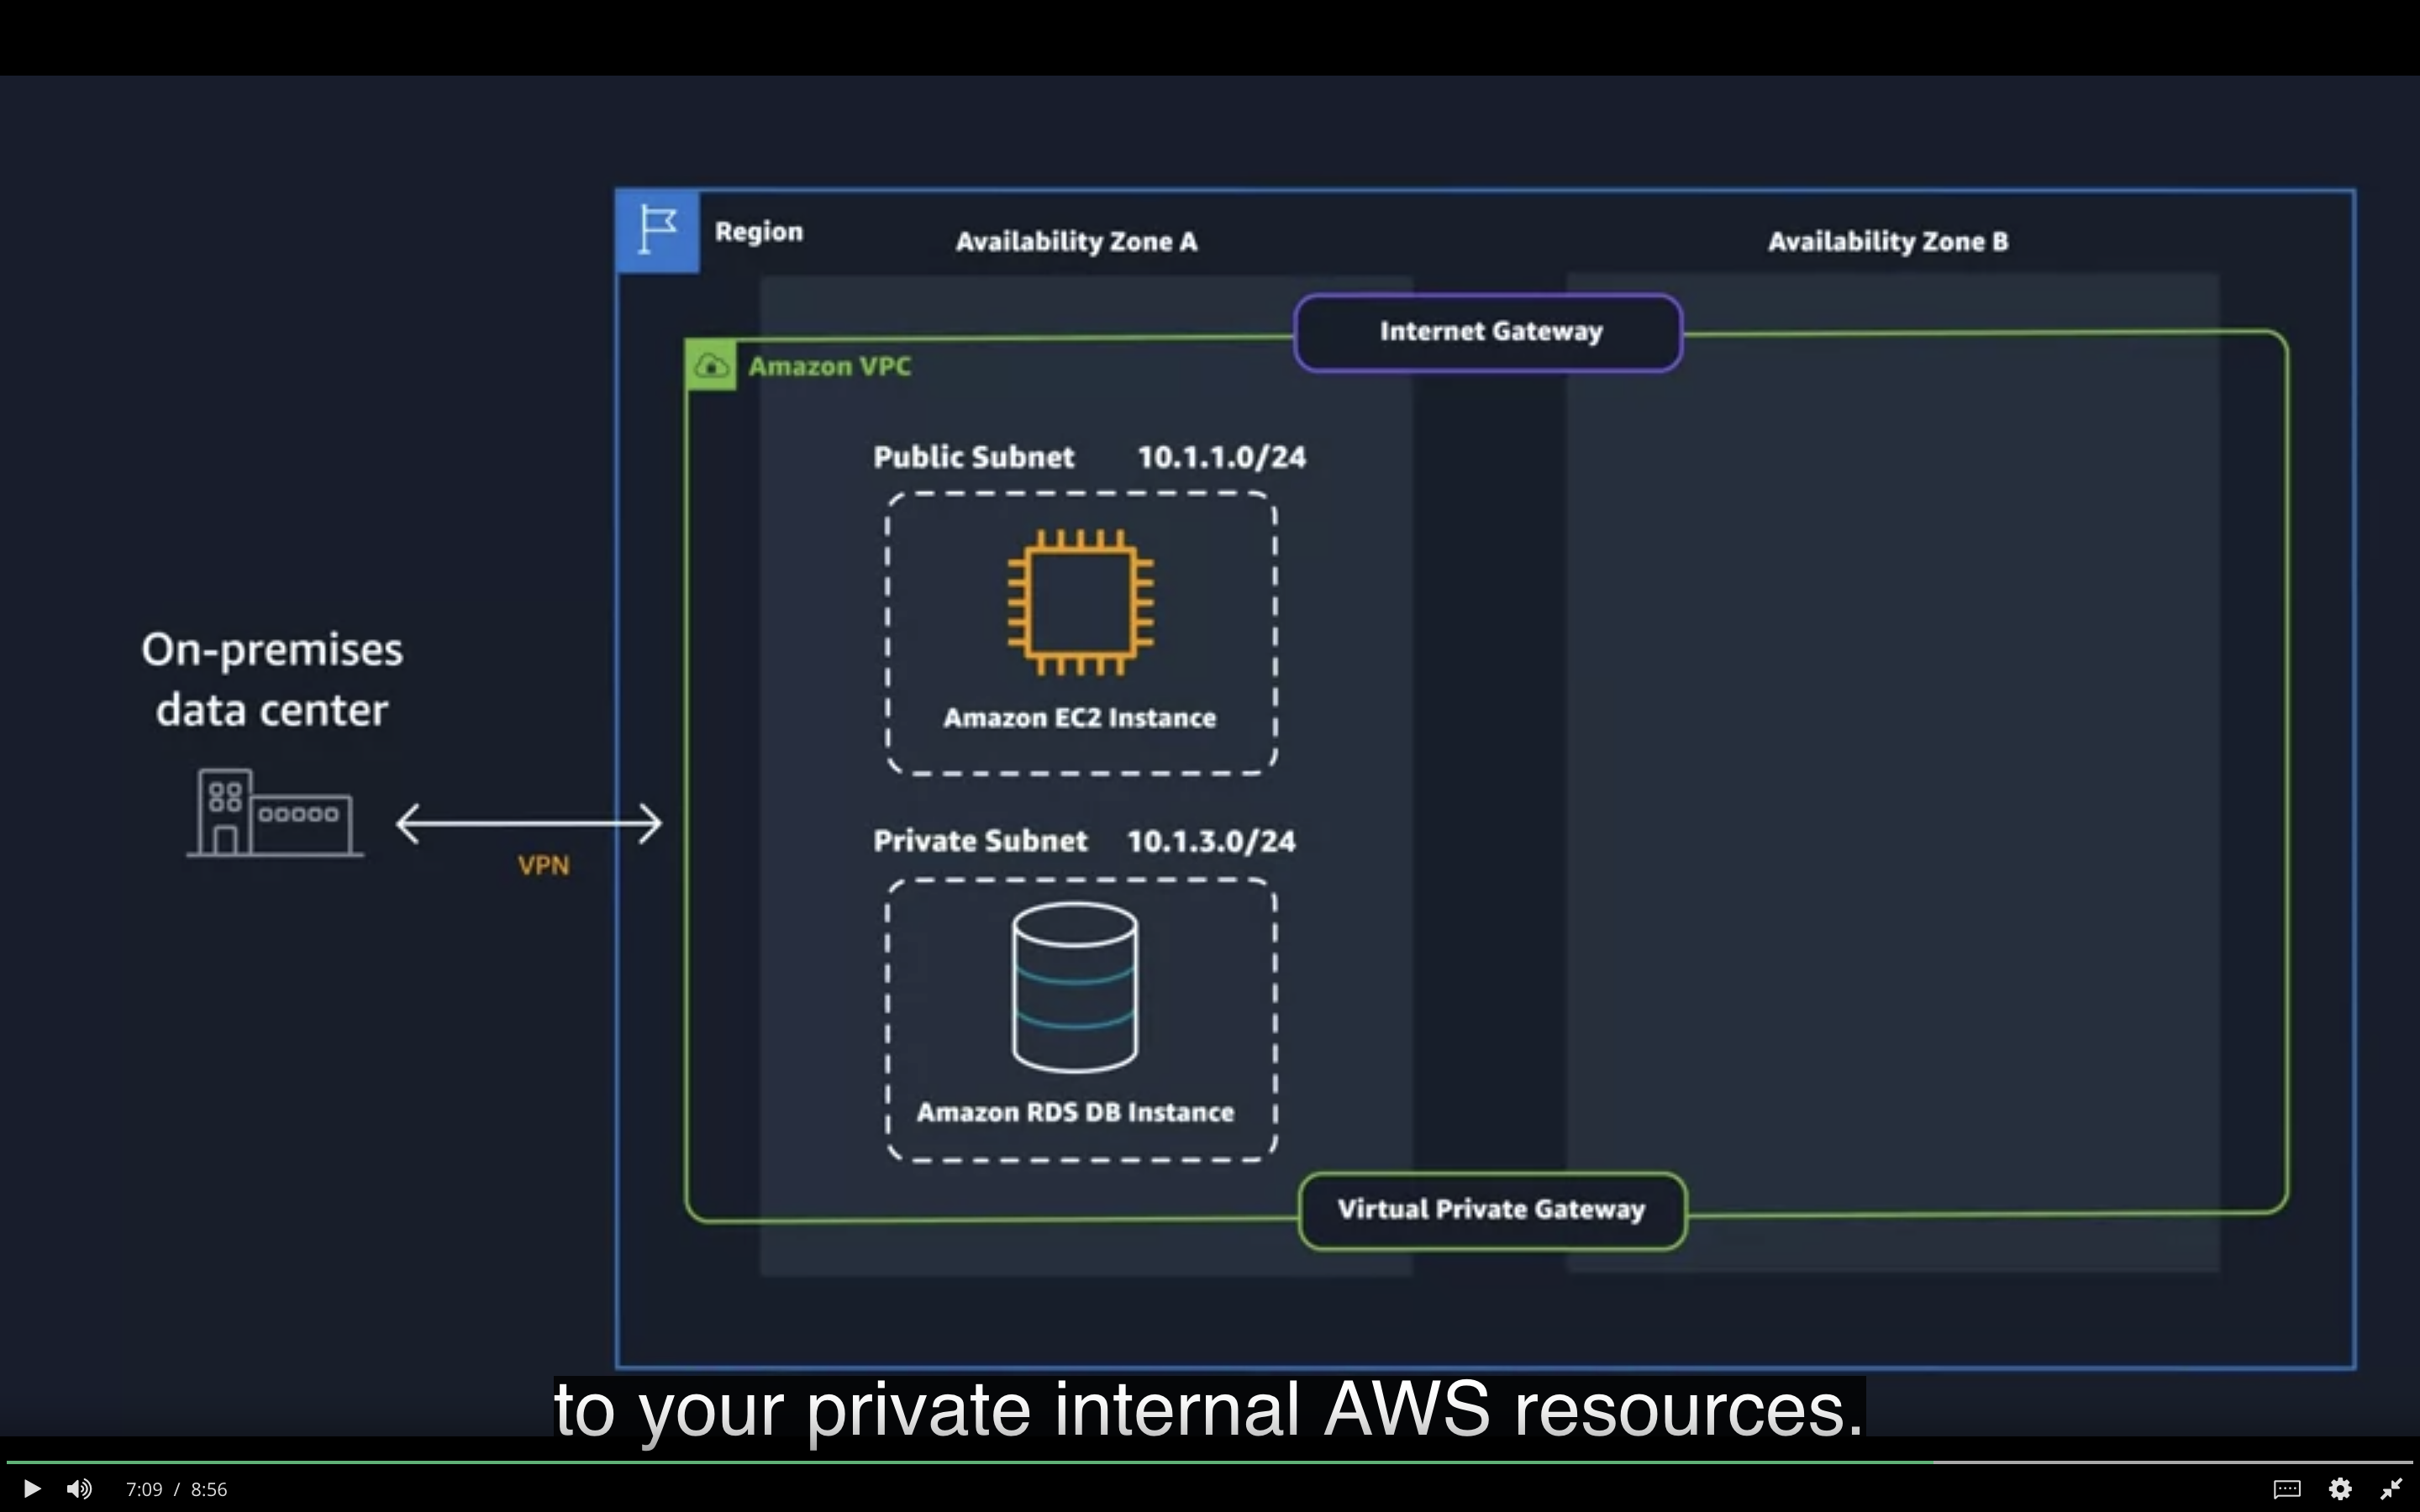 Region
Availability Zone A
Availability Zone B
Internet Gateway
Amazon VPC
Public Subnet 10.1.1.0/24
Amazon EC2 Instance
On-premises
data center
VPN
Private Subnet 10.1.3.0/24
Amazon RDS DB Instance
Virtual Private Gateway
to your private internal AWS resources.
7:09 / 8:56